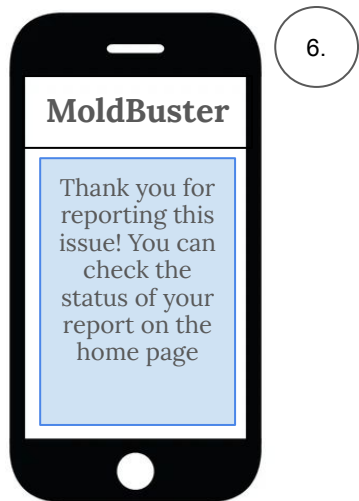 6.
MoldBuster
Thank you for
reporting this
issue! You can
check the
status of your
report on the
home page